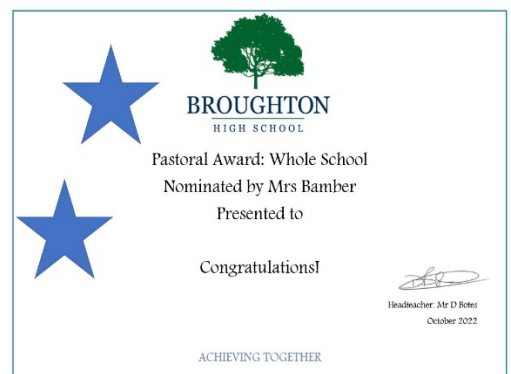 BROUGHTON
HIGH SCHOOL
Pastoral Award: Whole School
Nominated by Mrs Bamber
Presented to
Congratulations!
Headteacher: Mr D Botes
October 2022
ACHIEVING TOGETHER